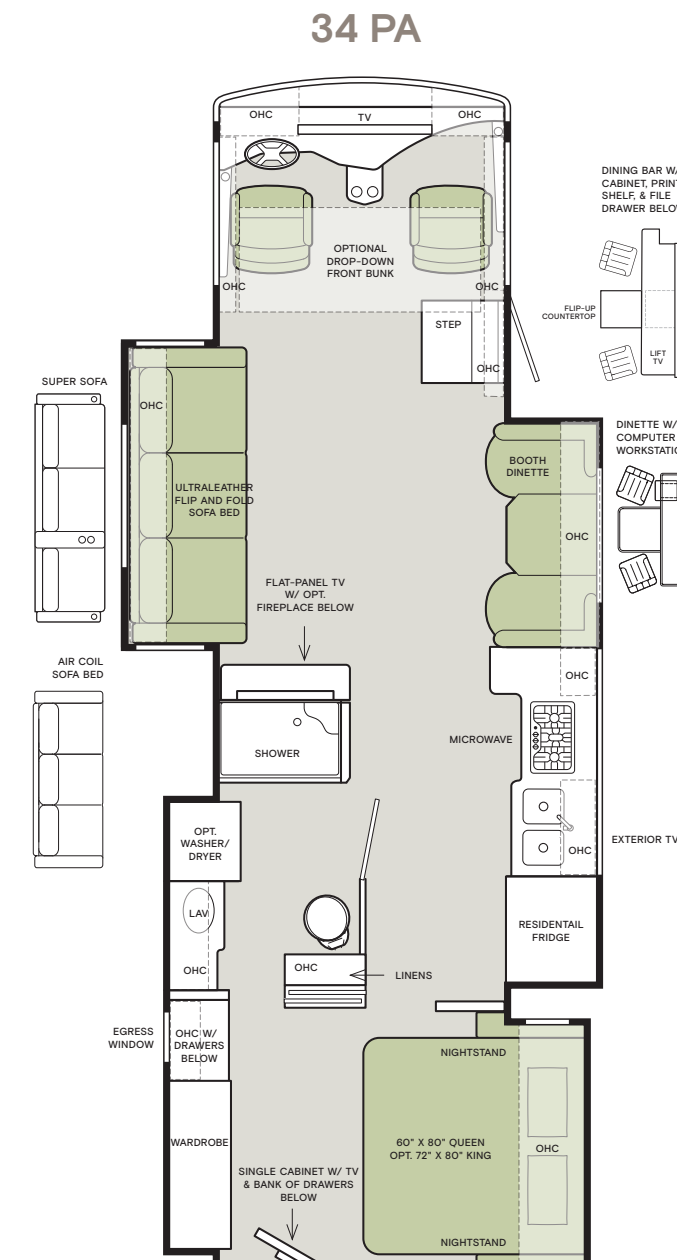 34 PA
OHC
TV
OHC
OPTIONAL
DROP-DOWN
FRONT BUNK
OHC
OHC
STEP
OHC
DINING BAR W/
CABINET, PRIN
SHELF, & FILE
DRAWER BELOW
FLIP-UP
COUNTERTOP
LIFT
TV
SUPER SOFA
OHC
ULTRALEATHER
FLIP AND FOLD
SOFA BED
BOOTH
DINETTE
OHC
DINETTE W/
COMPUTER
WORKSTATIO
FLAT-PANEL TV
W/ OPT.
FIREPLACE BELOW
AIR COIL
SOFA BED
OHC
SHOWER
MICROWAVE
OPT.
WASHER/
DRYER
OHC
EXTERIOR TV
LAV
OHC
RESIDENTAIL
FRIDGE
OHC
LINENS
EGRESS
WINDOW
OHC W/
DRAWERS
BELOW
NIGHTSTAND
WARDROBE
60" X 80" QUEEN
OPT. 72" X 80" KING
OHC
SINGLE CABINET W/ TV
& BANK OF DRAWERS
BELOW
NIGHTSTAND